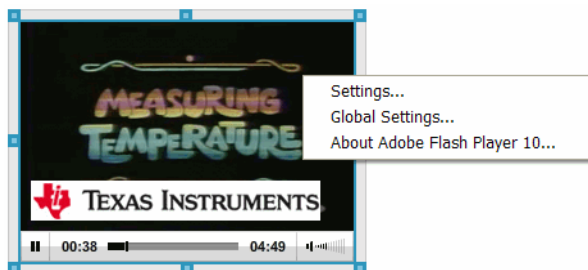 MEASURING
TEMPERATURE
TEXAS INSTRUMENTS
00:38
04:49
Settings...
Global Settings...
About Adobe Flash Player 10...